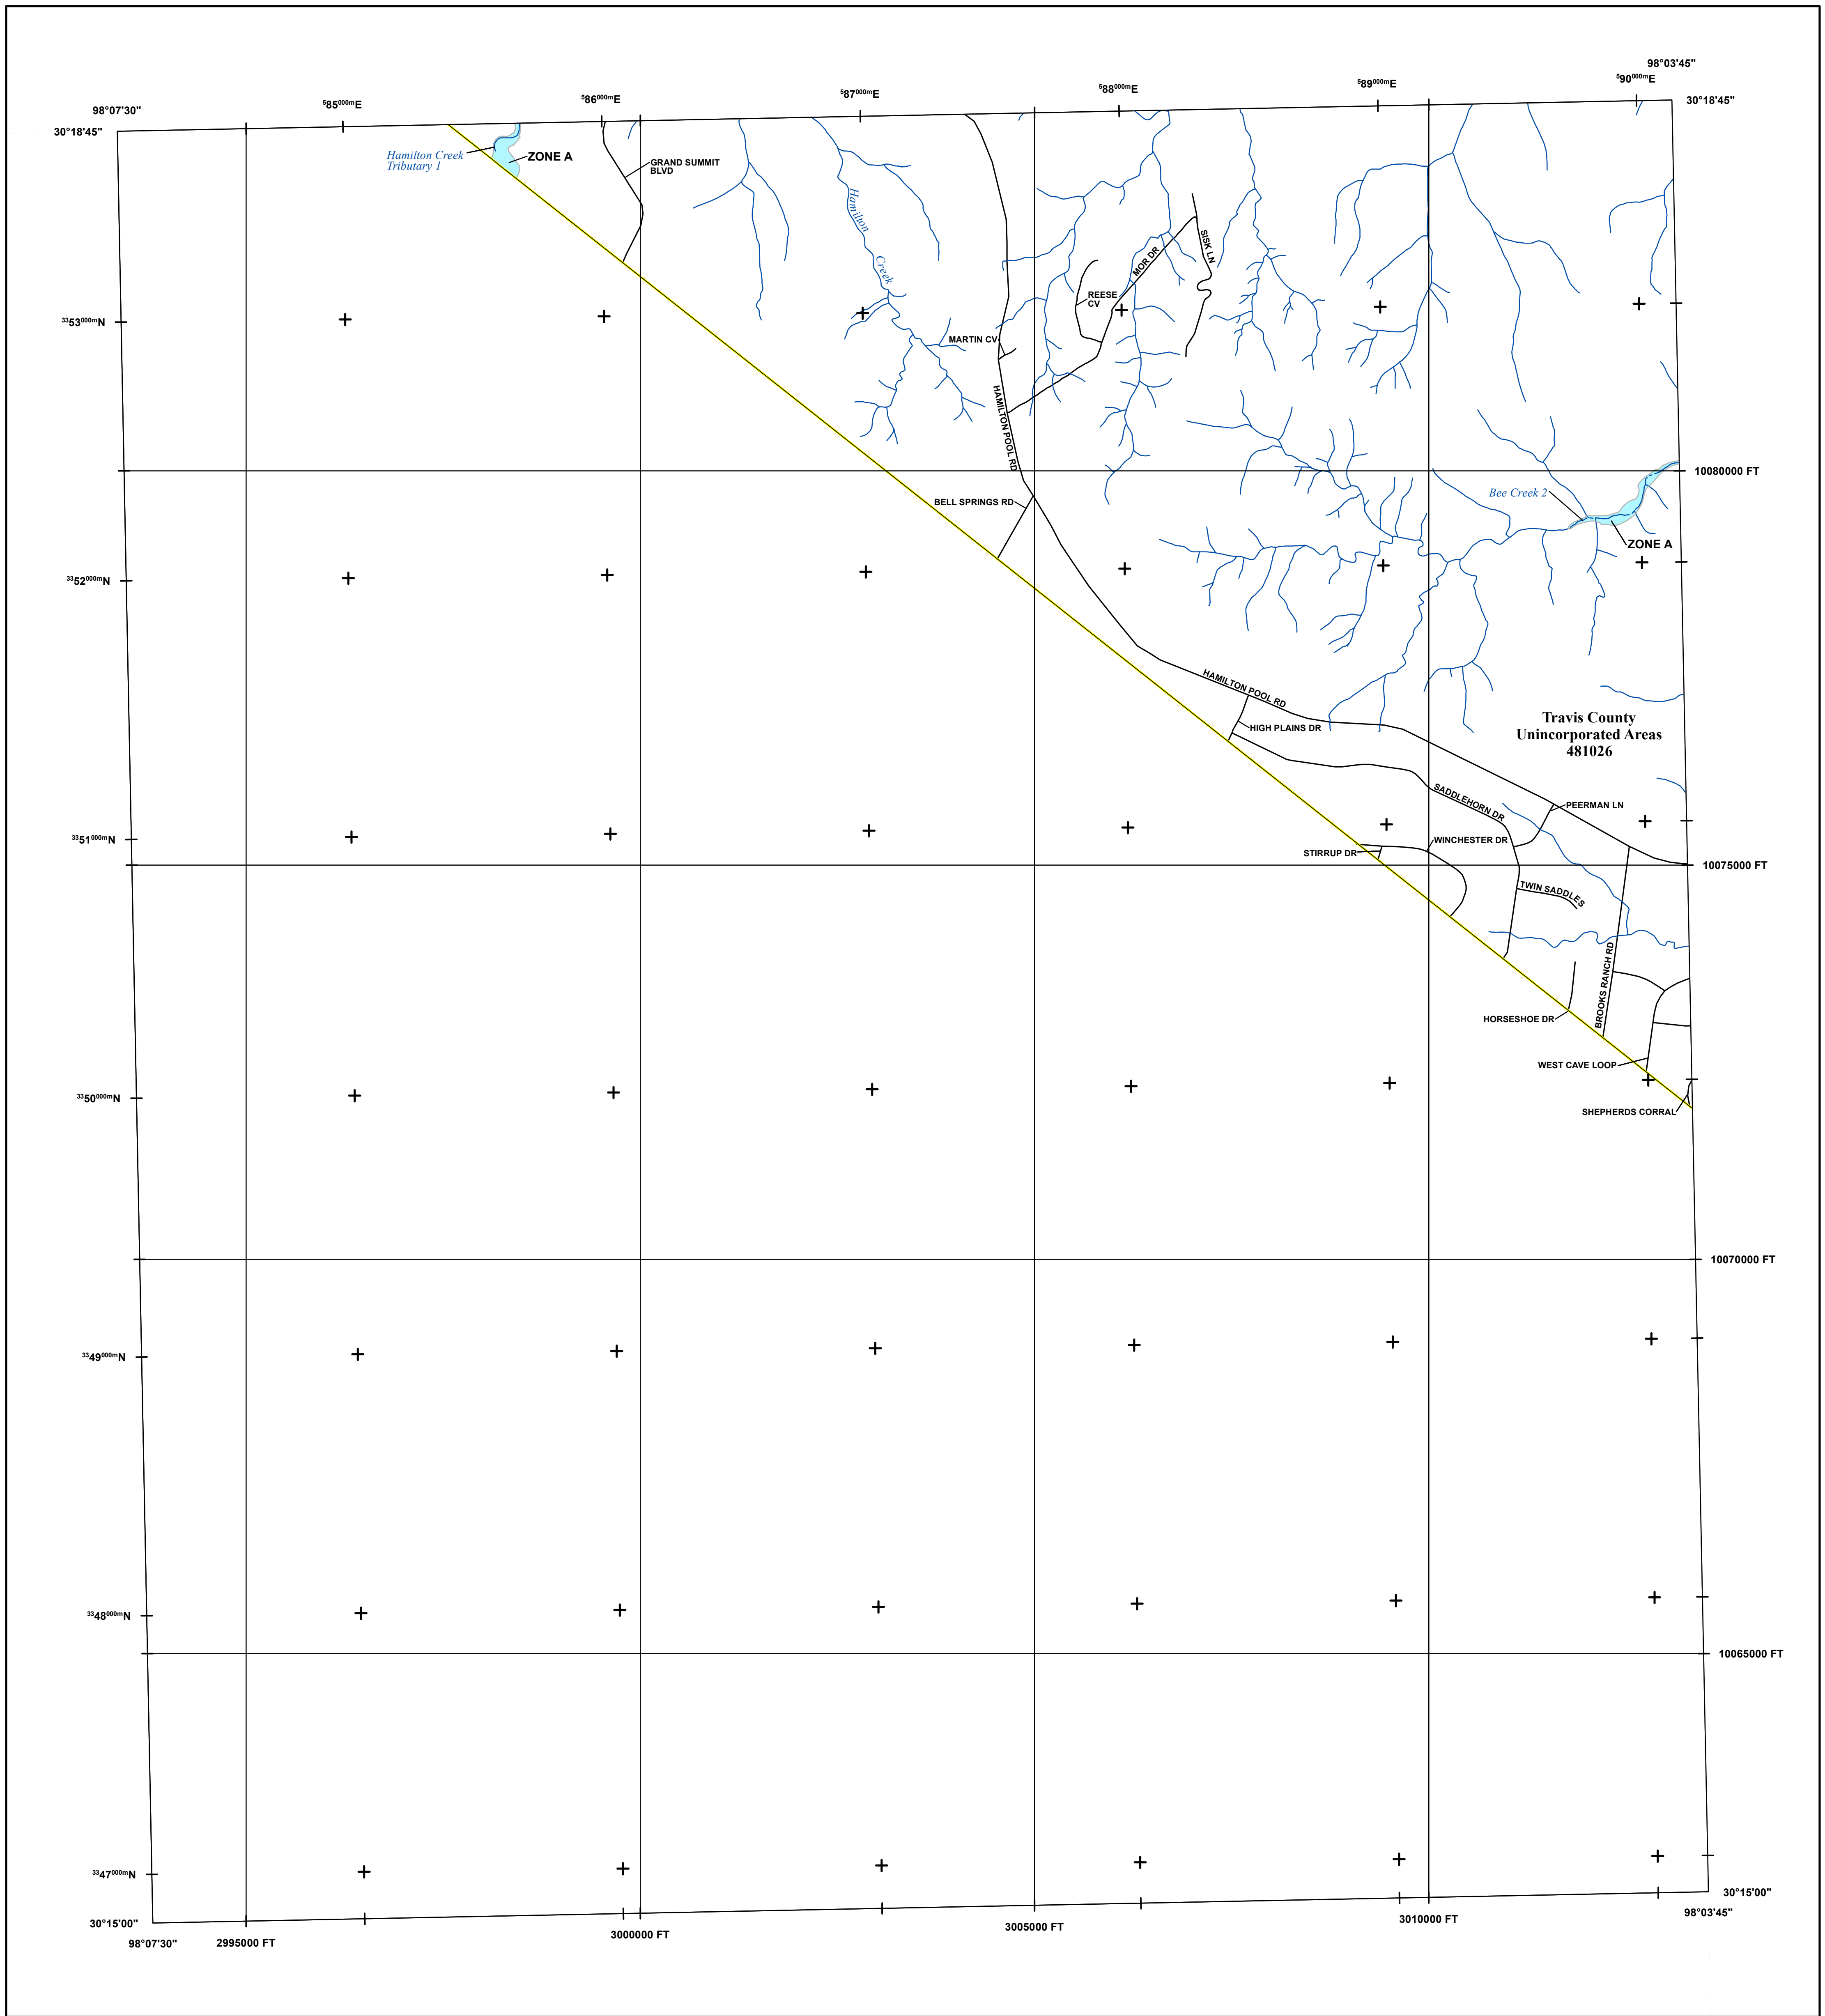 98°03'45"
98°07'30"
⁵85⁰⁰⁰ᵐE
⁵86⁰⁰⁰ᵐE
⁵87⁰⁰⁰ᵐE
⁵88⁰⁰⁰ᵐE
⁵89⁰⁰⁰ᵐE
⁵90⁰⁰⁰ᵐE
30°18'45"
30°18'45"
Hamilton Creek
Tributary 1
ZONE A
GRAND SUMMIT
BLVD
Hamilton
Creek
SISK LN
MOR DR
REESE
CV
³³53⁰⁰⁰ᵐN
MARTIN CV
HAMILTON POOL RD
10080000 FT
Bee Creek 2
BELL SPRINGS RD
ZONE A
³³52⁰⁰⁰ᵐN
HAMILTON POOL RD
HIGH PLAINS DR
Travis County
Unincorporated Areas
481026
SADDLEHORN DR
PEERMAN LN
³³51⁰⁰⁰ᵐN
WINCHESTER DR
STIRRUP DR
10075000 FT
TWIN SADDLES
BROOKS RANCH RD
HORSESHOE DR
WEST CAVE LOOP
³³50⁰⁰⁰ᵐN
SHEPHERDS CORRAL
10070000 FT
³³49⁰⁰⁰ᵐN
³³48⁰⁰⁰ᵐN
10065000 FT
³³47⁰⁰⁰ᵐN
30°15'00"
30°15'00"
98°07'30"
2995000 FT
3000000 FT
3005000 FT
3010000 FT
98°03'45"